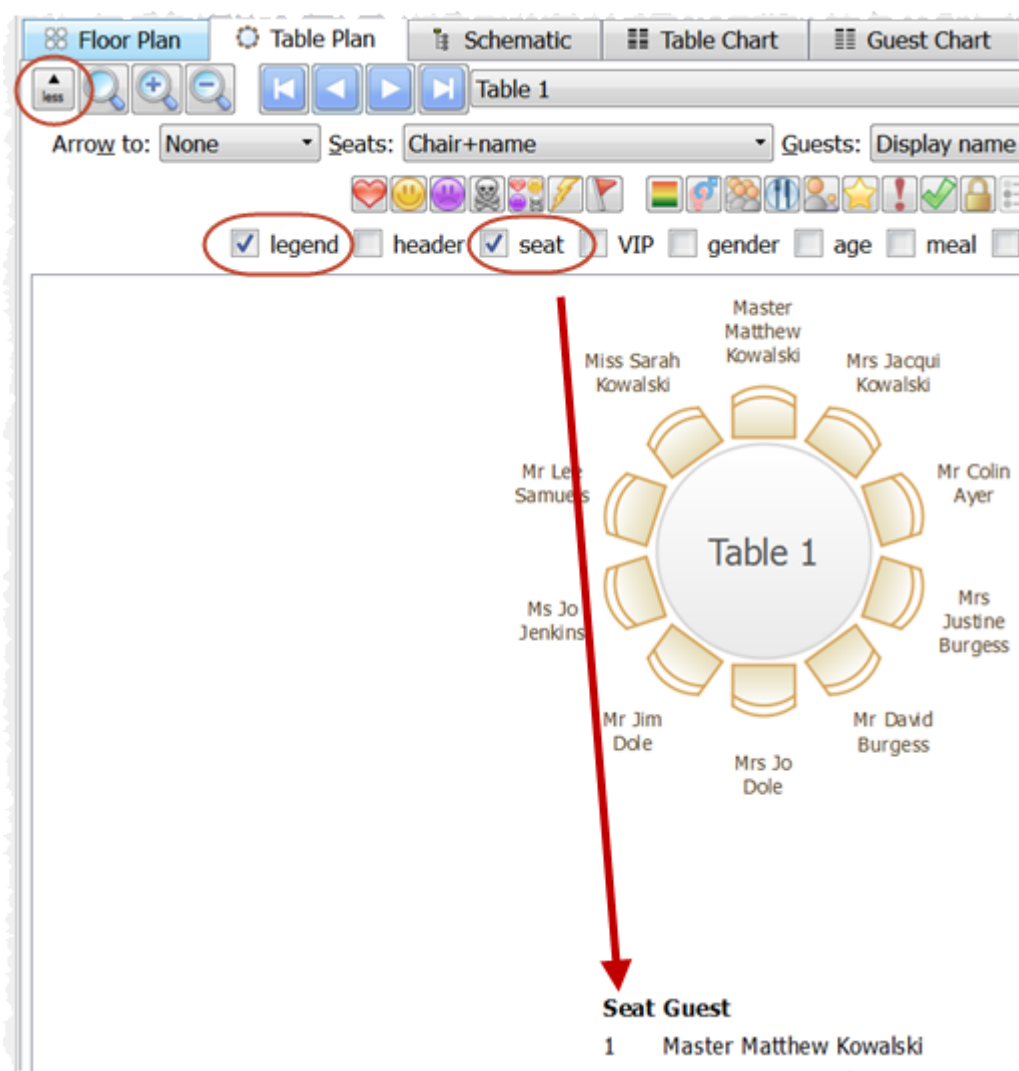 Floor Plan Table Plan Schematic Table Chart Guest Chart
less Table 1
Arrow to: None Seats: Chair+name Guests: Display name
legend header seat VIP gender age meal
Master
Matthew
Kowalski
Miss Sarah
Kowalski
Mrs Jacqui
Kowalski
Mr Lee
Samuels
Mr Colin
Ayer
Table 1
Ms Jo
Jenkins
Mrs
Justine
Burgess
Mr Jim
Dole
Mr David
Burgess
Mrs Jo
Dole
Seat Guest
1 Master Matthew Kowalski